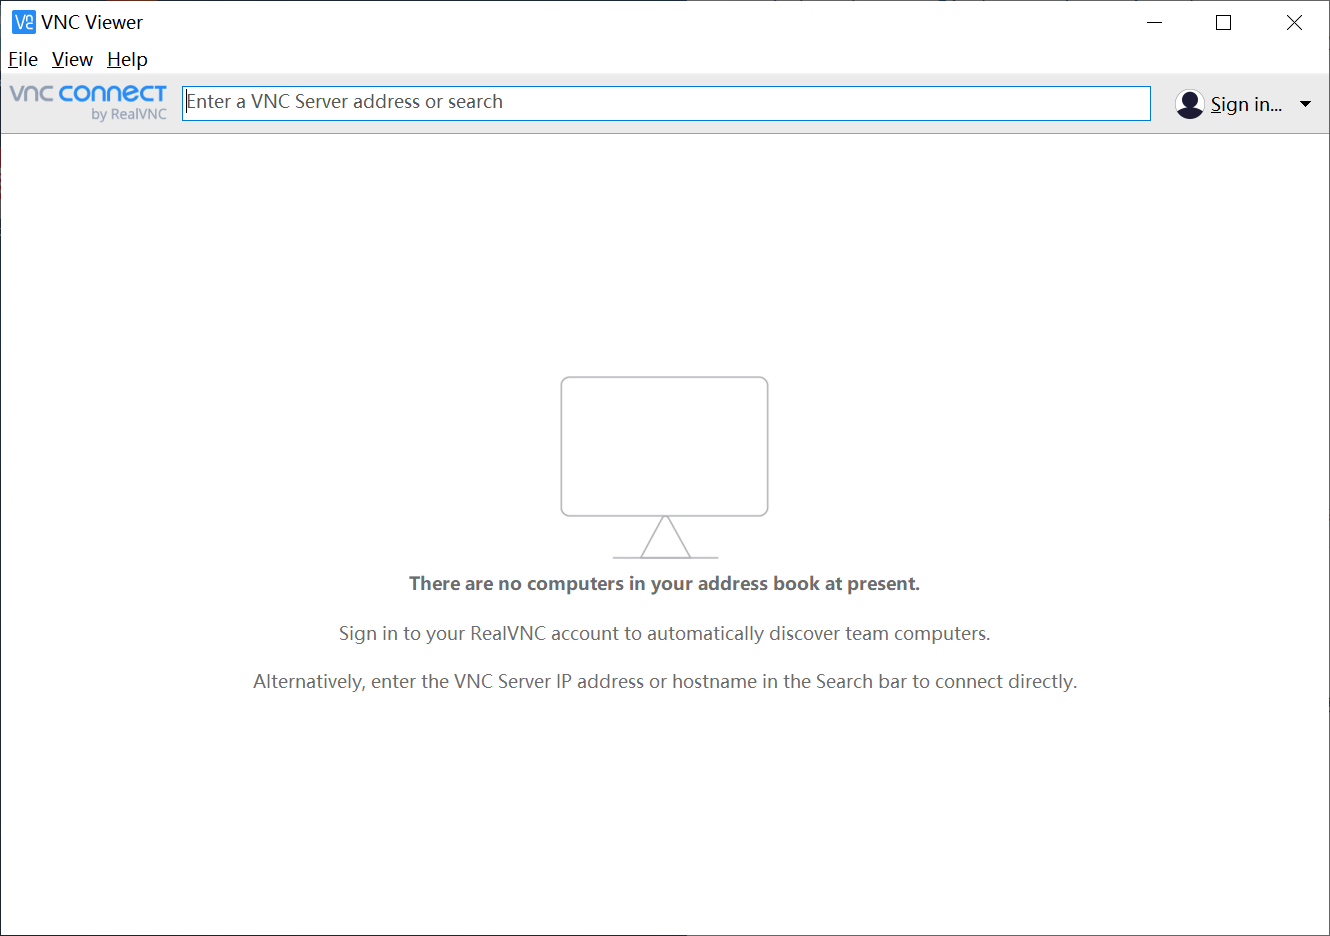 VNC Viewer
File View Help
vnc connect
by RealVNC
Enter a VNC Server address or search
Sign in...
There are no computers in your address book at present.
Sign in to your RealVNC account to automatically discover team computers.
Alternatively, enter the VNC Server IP address or hostname in the Search bar to connect directly.